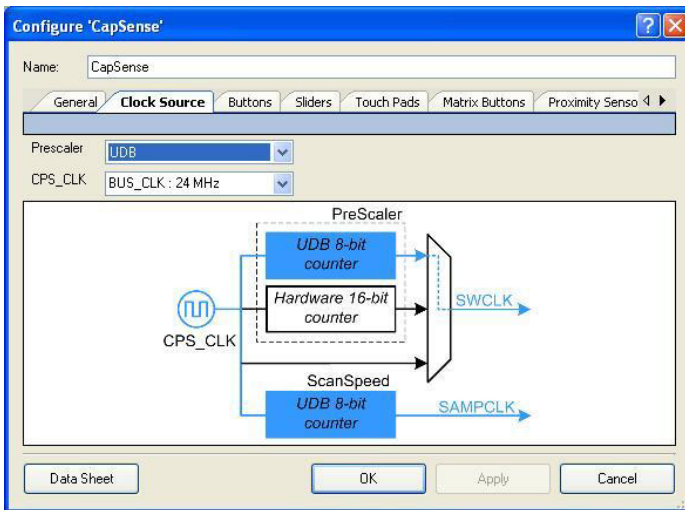 Configure 'CapSense'
Name: CapSense
General Clock Source Buttons Sliders Touch Pads Matrix Buttons Proximity Senso
Prescaler UDB
CPS_CLK BUS_CLK : 24 MHz
PreScaler
UDB 8-bit
counter
Hardware 16-bit
counter
SWCLK
CPS_CLK
ScanSpeed
UDB 8-bit
counter
SAMPCLK
Data Sheet OK Apply Cancel